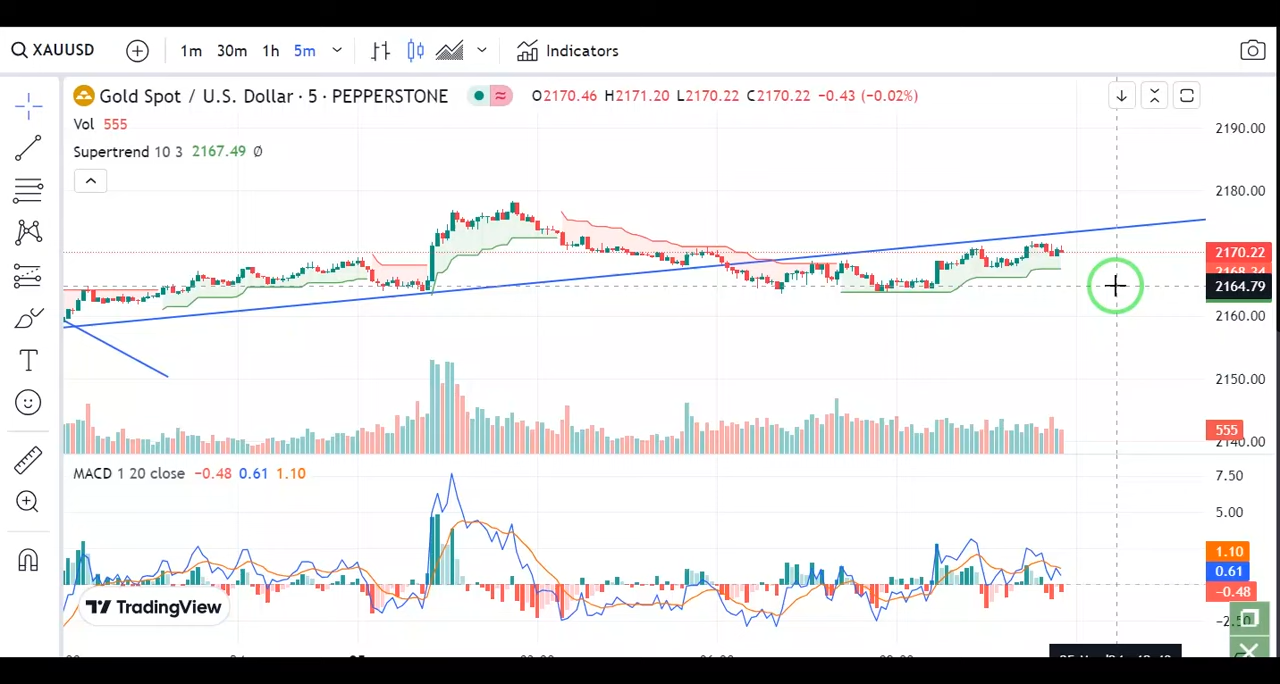 XAUUSD 1m 30m 1h 5m Indicators
Gold Spot / U.S. Dollar · 5 · PEPPERSTONE O2170.46 H2171.20 L2170.22 C2170.22 −0.43 (−0.02%)
Vol 555
Supertrend 10 3 2167.49 Ø
2190.00
2180.00
2170.22
2164.79
2160.00
2150.00
555
2140.00
MACD 1 20 close −0.48 0.61 1.10
7.50
5.00
1.10
0.61
−0.48
TradingView
T